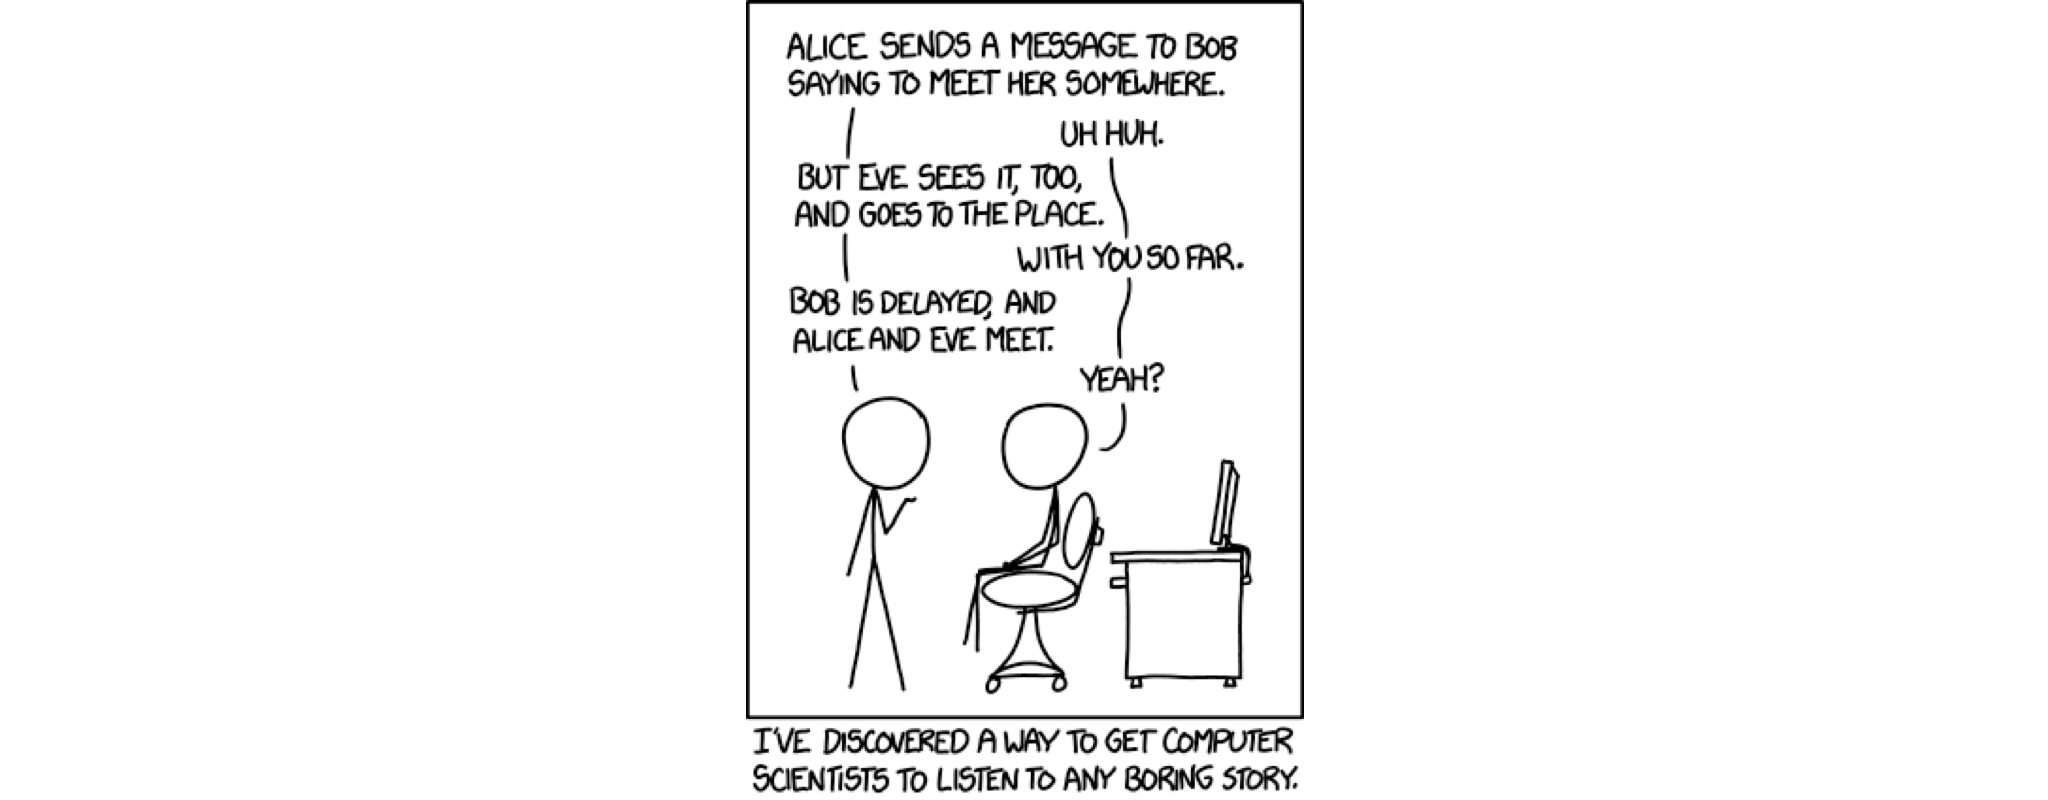 ALICE SENDS A MESSAGE TO BOB
SAYING TO MEET HER SOMEWHERE.
UH HUH.
BUT EVE SEES IT, TOO,
AND GOES TO THE PLACE.
WITH YOU SO FAR.
BOB IS DELAYED, AND
ALICE AND EVE MEET.
YEAH?
I'VE DISCOVERED A WAY TO GET COMPUTER
SCIENTISTS TO LISTEN TO ANY BORING STORY.